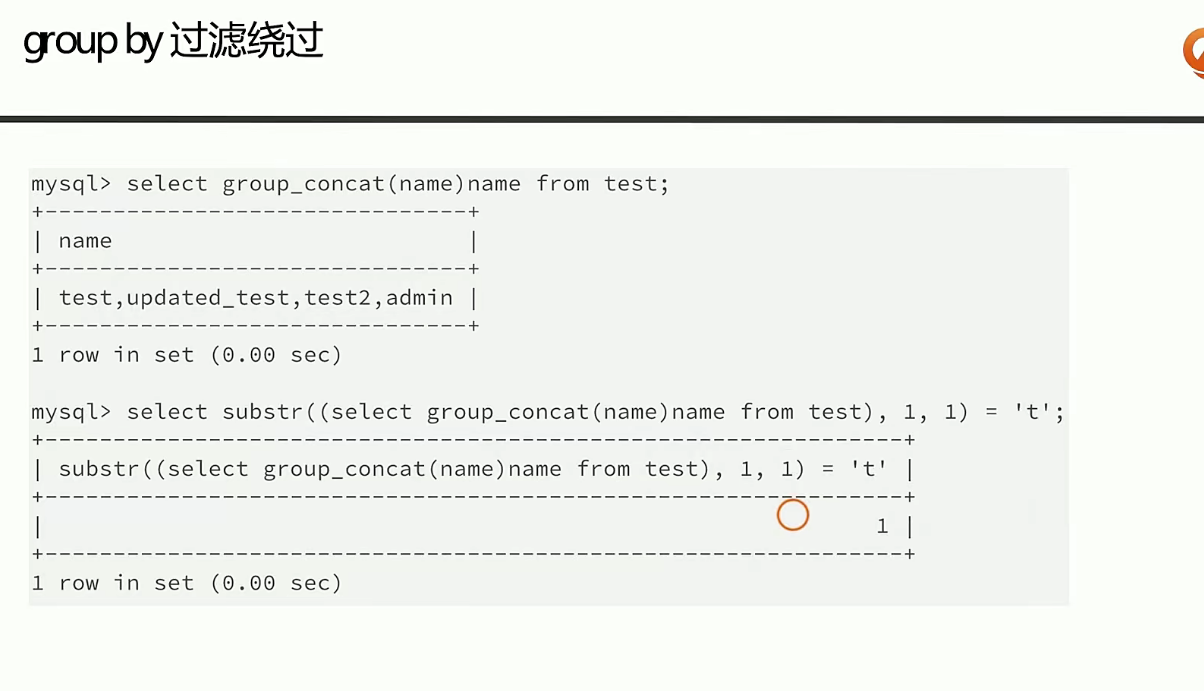 group by 过滤绕过
mysql> select group_concat(name)name from test;
+-------------------------------+
| name                          |
+-------------------------------+
| test,updated_test,test2,admin |
+-------------------------------+
1 row in set (0.00 sec)
mysql> select substr((select group_concat(name)name from test), 1, 1) = 't';
+---------------------------------------------------------------+
| substr((select group_concat(name)name from test), 1, 1) = 't' |
+---------------------------------------------------------------+
|                                                             1 |
+---------------------------------------------------------------+
1 row in set (0.00 sec)